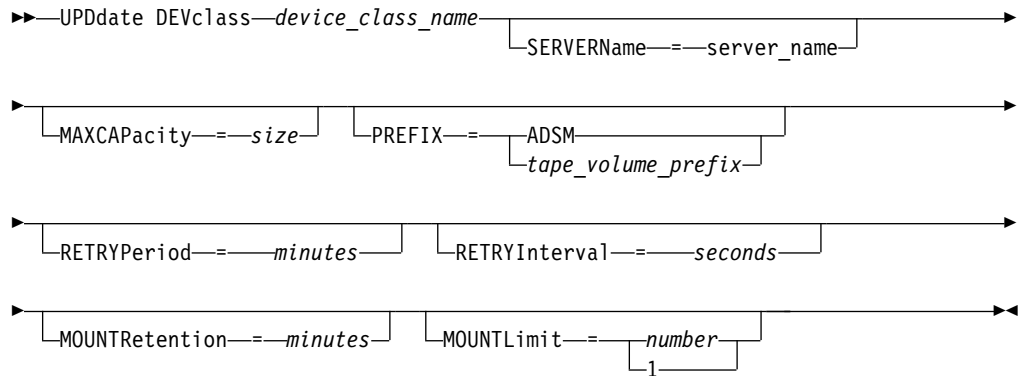 UPDdate DEVclass device_class_name
SERVERName = server_name
MAXCAPacity = size PREFIX = ADSM
tape_volume_prefix
RETRYPeriod = minutes RETRYInterval = seconds
MOUNTRetention = minutes MOUNTLimit = number
1